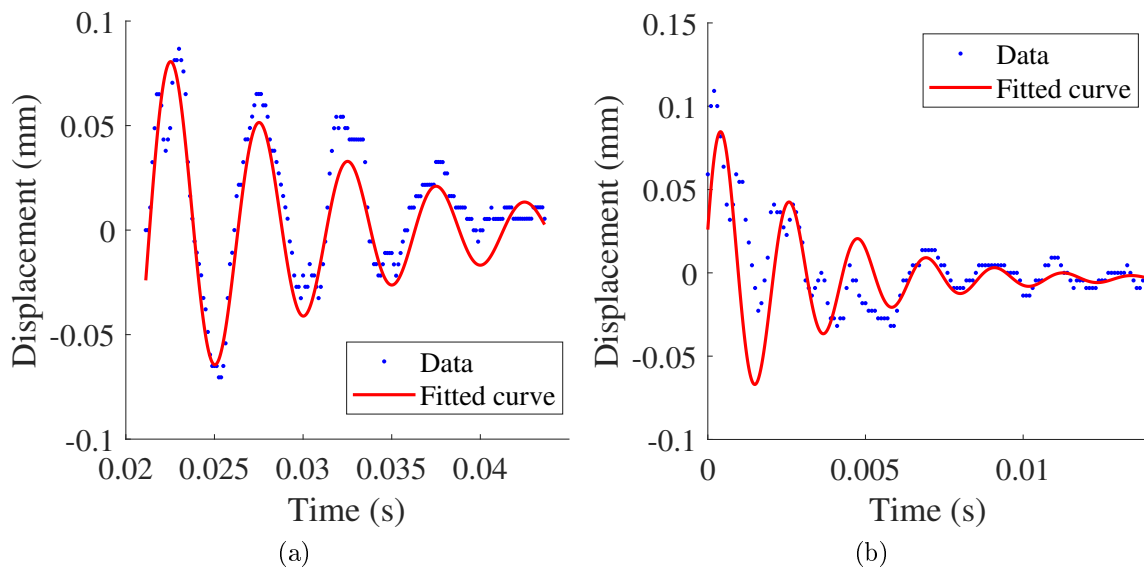 0.1
0.05
0
-0.05
-0.1
Displacement (mm)
0.02 0.025 0.03 0.035 0.04
Time (s)
Data
Fitted curve
(a)
0.15
0.1
0.05
0
-0.05
-0.1
Displacement (mm)
0 0.005 0.01
Time (s)
Data
Fitted curve
(b)